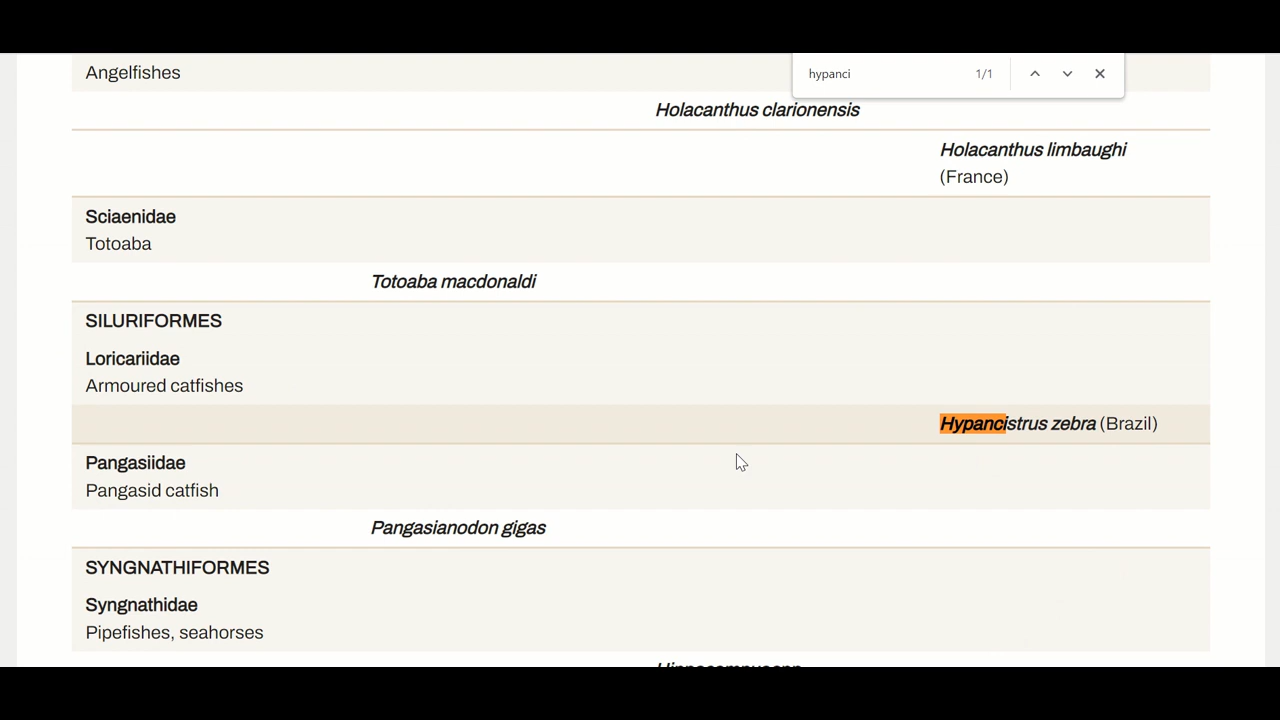 Angelfishes
hypanci 1/1
Holacanthus clarionensis
Holacanthus limbaughi
(France)
Sciaenidae
Totoaba
Totoaba macdonaldi
SILURIFORMES
Loricariidae
Armoured catfishes
Hypancistrus zebra (Brazil)
Pangasiidae
Pangasid catfish
Pangasianodon gigas
SYNGNATHIFORMES
Syngnathidae
Pipefishes, seahorses